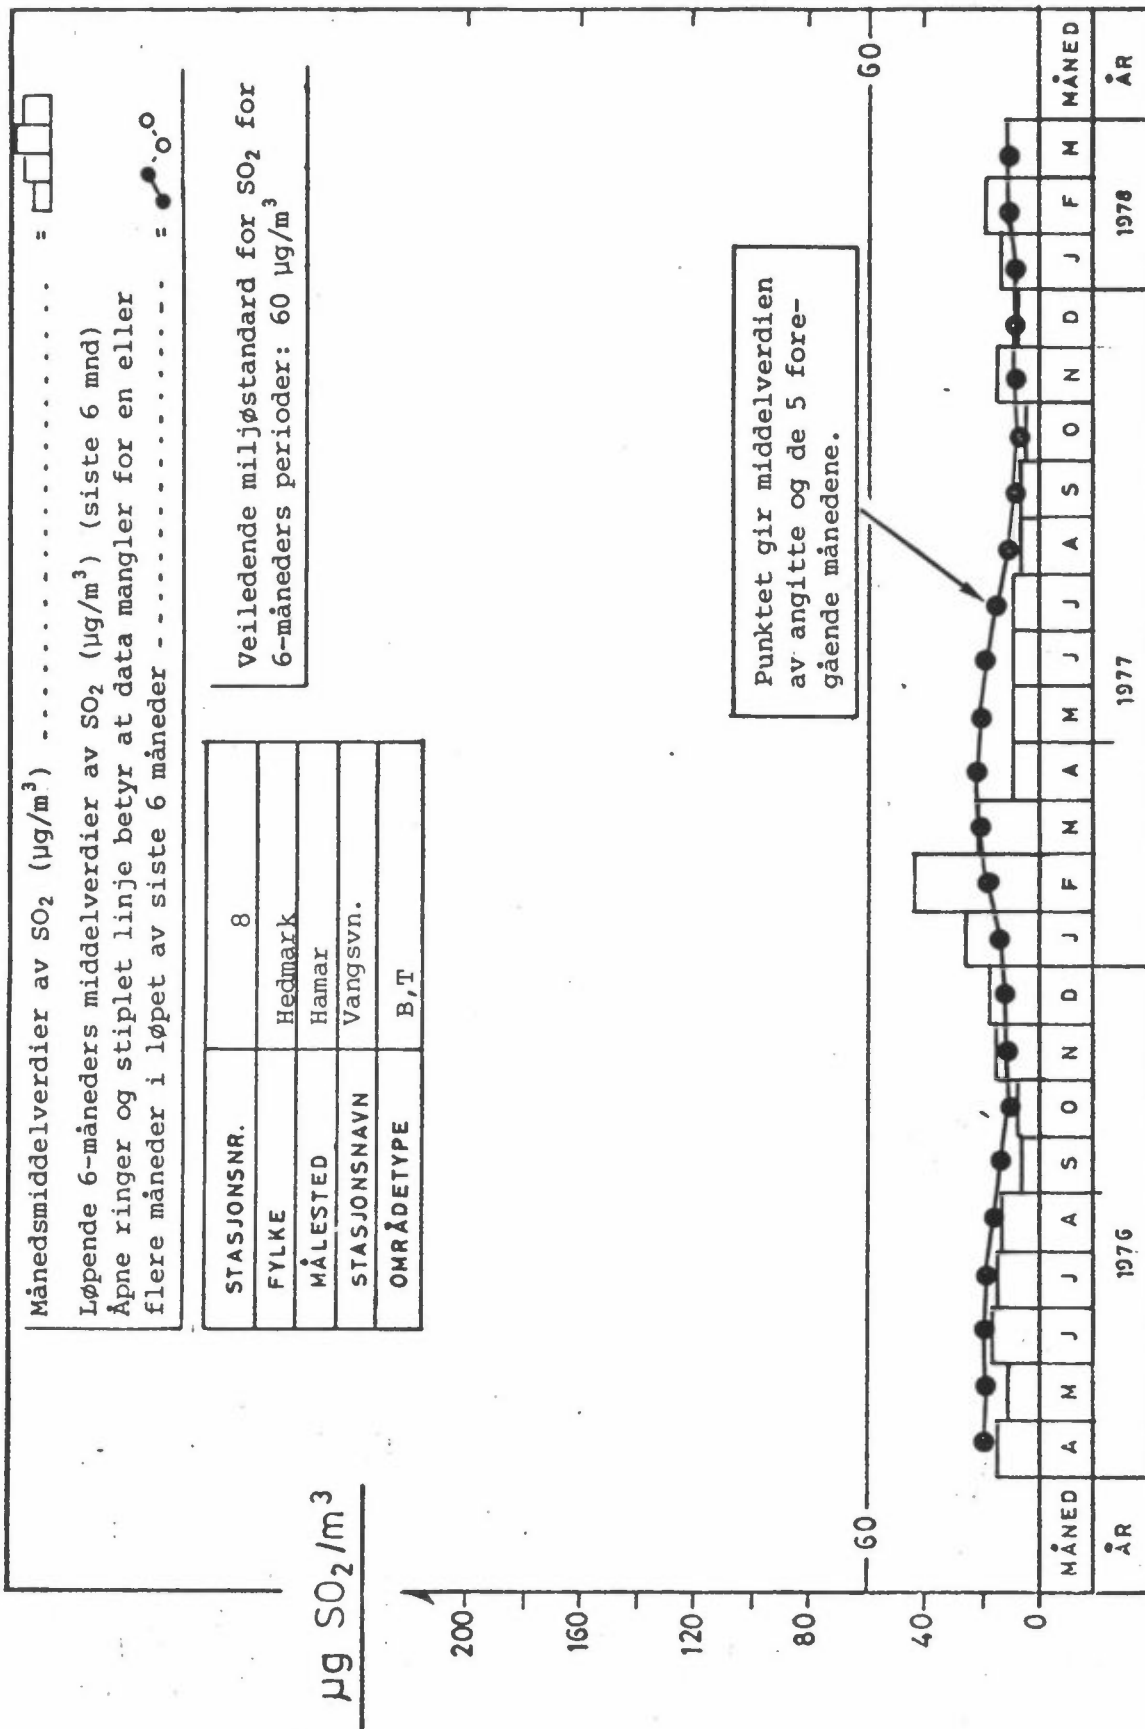 Månedsmiddelverdier av SO₂ (µg/m³) - - - - - - - - - - - - - - - - - - - - =
Løpende 6-måneders middelverdier av SO₂ (µg/m³) (siste 6 mnd)
Åpne ringer og stiplet linje betyr at data mangler for en eller
flere måneder i løpet av siste 6 måneder - - - - - - - - - - - - - - - =
STASJONSNR. 8
FYLKE Hedmark
MÅLESTED Hamar
STASJONSNAVN Vangsvn.
OMRÅDETYPE B,T
Veiledende miljøstandard for SO₂ for
6-måneders perioder: 60 µg/m³
µg SO₂/m³
Punktet gir middelverdien
av angitte og de 5 fore-
gående månedene.
200
160
120
80
60 60
40
20
0
MÅNED A M J J A S O N D J F M A M J J A S O N D J F M MÅNED
ÅR 1976 1977 1978 ÅR